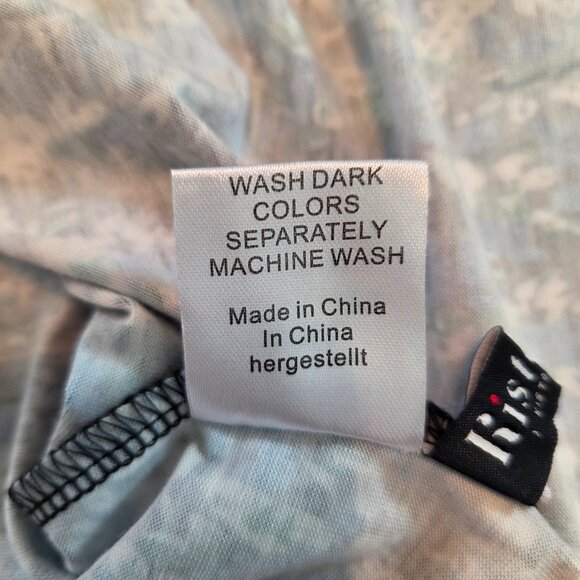 WASH DARK
COLORS
SEPARATELY
MACHINE WASH
Made in China
In China
hergestellt